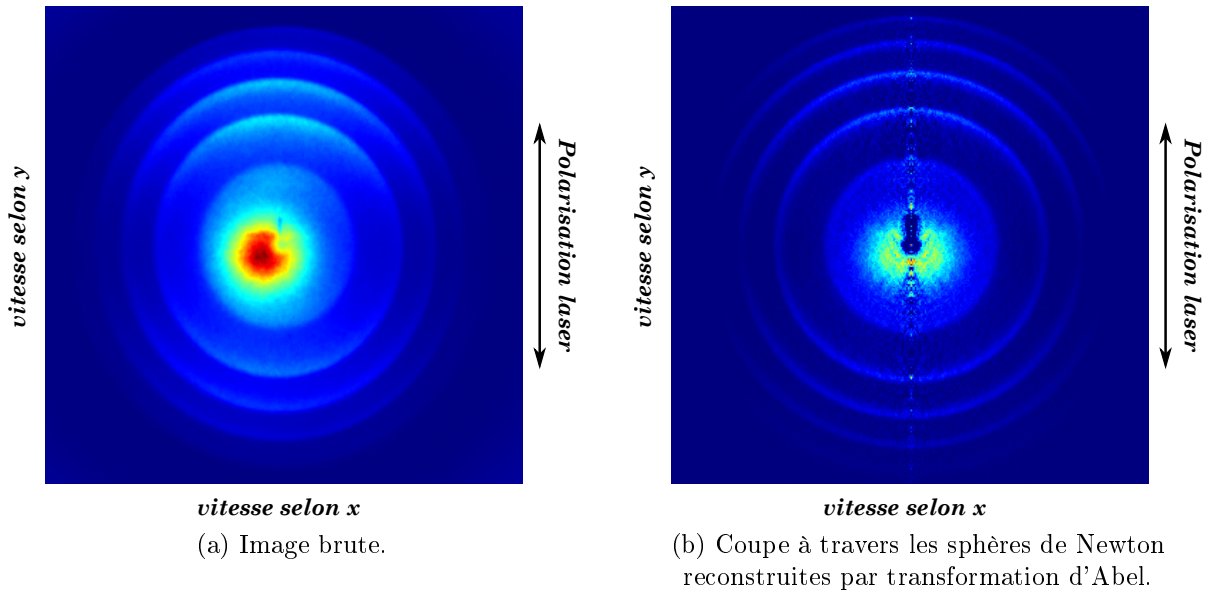 vitesse selon y
Polarisation laser
vitesse selon x
(a) Image brute.
vitesse selon y
Polarisation laser
vitesse selon x
(b) Coupe à travers les sphères de Newton
reconstruites par transformation d'Abel.